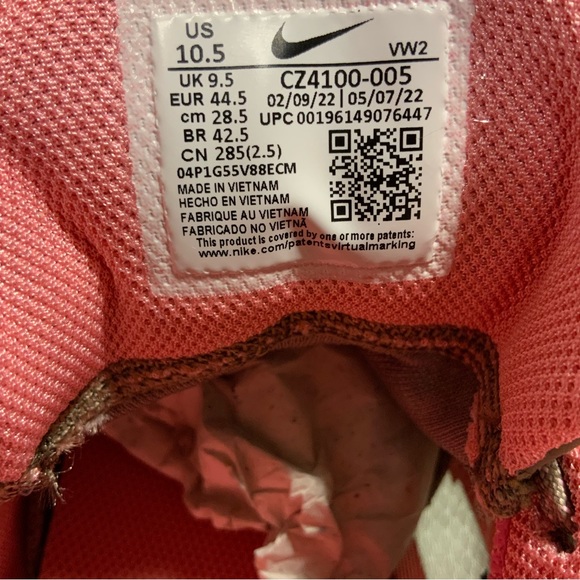 US
10.5
VW2
UK 9.5
CZ4100-005
EUR 44.5
02/09/22 | 05/07/22
cm 28.5
UPC 00196149076447
BR 42.5
CN 285(2.5)
04P1G55V88ECM
MADE IN VIETNAM
HECHO EN VIETNAM
FABRIQUE AU VIETNAM
FABRICADO NO VIETNÃ
This product is covered by one or more patents
www.nike.com/patentsvirtualmarking